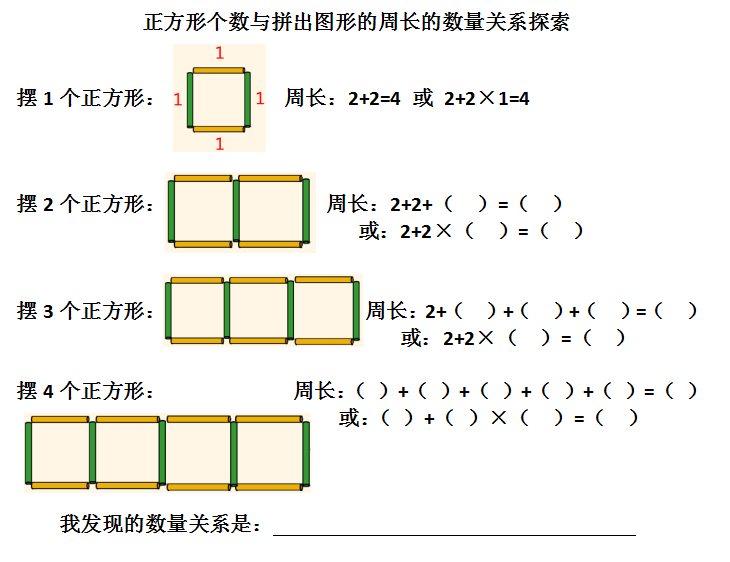 正方形个数与拼出图形的周长的数量关系探索
1
摆 1 个正方形： 1 1 周长：2+2=4 或 2+2×1=4
1
摆 2 个正方形： 周长：2+2+（ ）=（ ）
或：2+2×（ ）=（ ）
摆 3 个正方形： 周长：2+（ ）+（ ）+（ ）=（ ）
或：2+2×（ ）=（ ）
摆 4 个正方形： 周长：（ ）+（ ）+（ ）+（ ）+（ ）=（ ）
或：（ ）+（ ）×（ ）=（ ）
我发现的数量关系是：